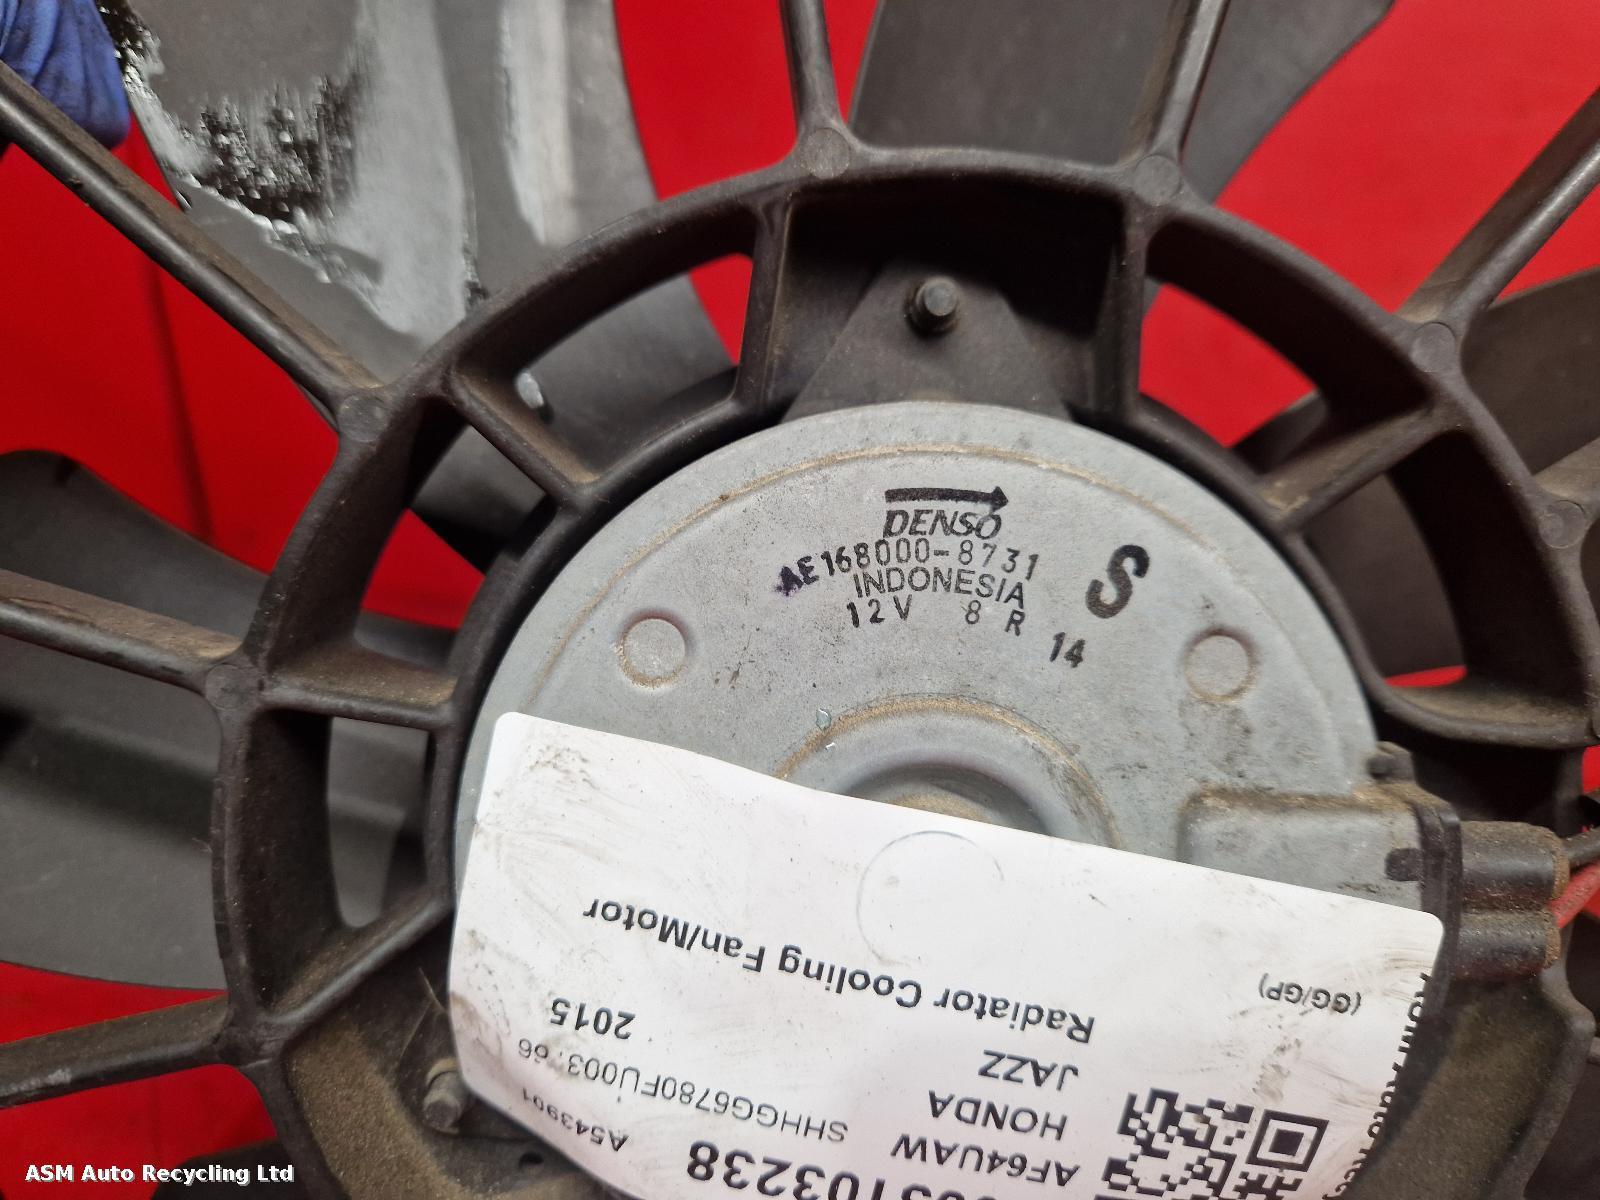 DENSO
AE168000-8731
INDONESIA
12V 8 R 14
S
A543901
AF64UAW
HONDA
JAZZ
2015
Radiator Cooling Fan/Motor
(GG/GP)
ASM Auto Recycling Ltd